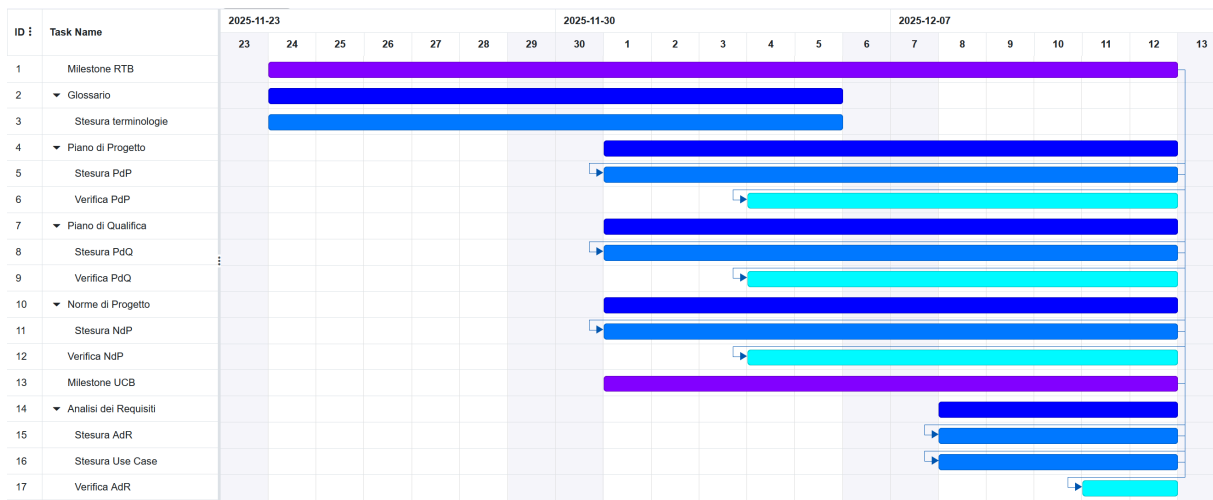 ID Task Name 2025-11-23 2025-11-30 2025-12-07
23 24 25 26 27 28 29 30 1 2 3 4 5 6 7 8 9 10 11 12 13
1 Milestone RTB
2 Glossario
3 Stesura terminologie
4 Piano di Progetto
5 Stesura PdP
6 Verifica PdP
7 Piano di Qualifica
8 Stesura PdQ
9 Verifica PdQ
10 Norme di Progetto
11 Stesura NdP
12 Verifica NdP
13 Milestone UCB
14 Analisi dei Requisiti
15 Stesura AdR
16 Stesura Use Case
17 Verifica AdR